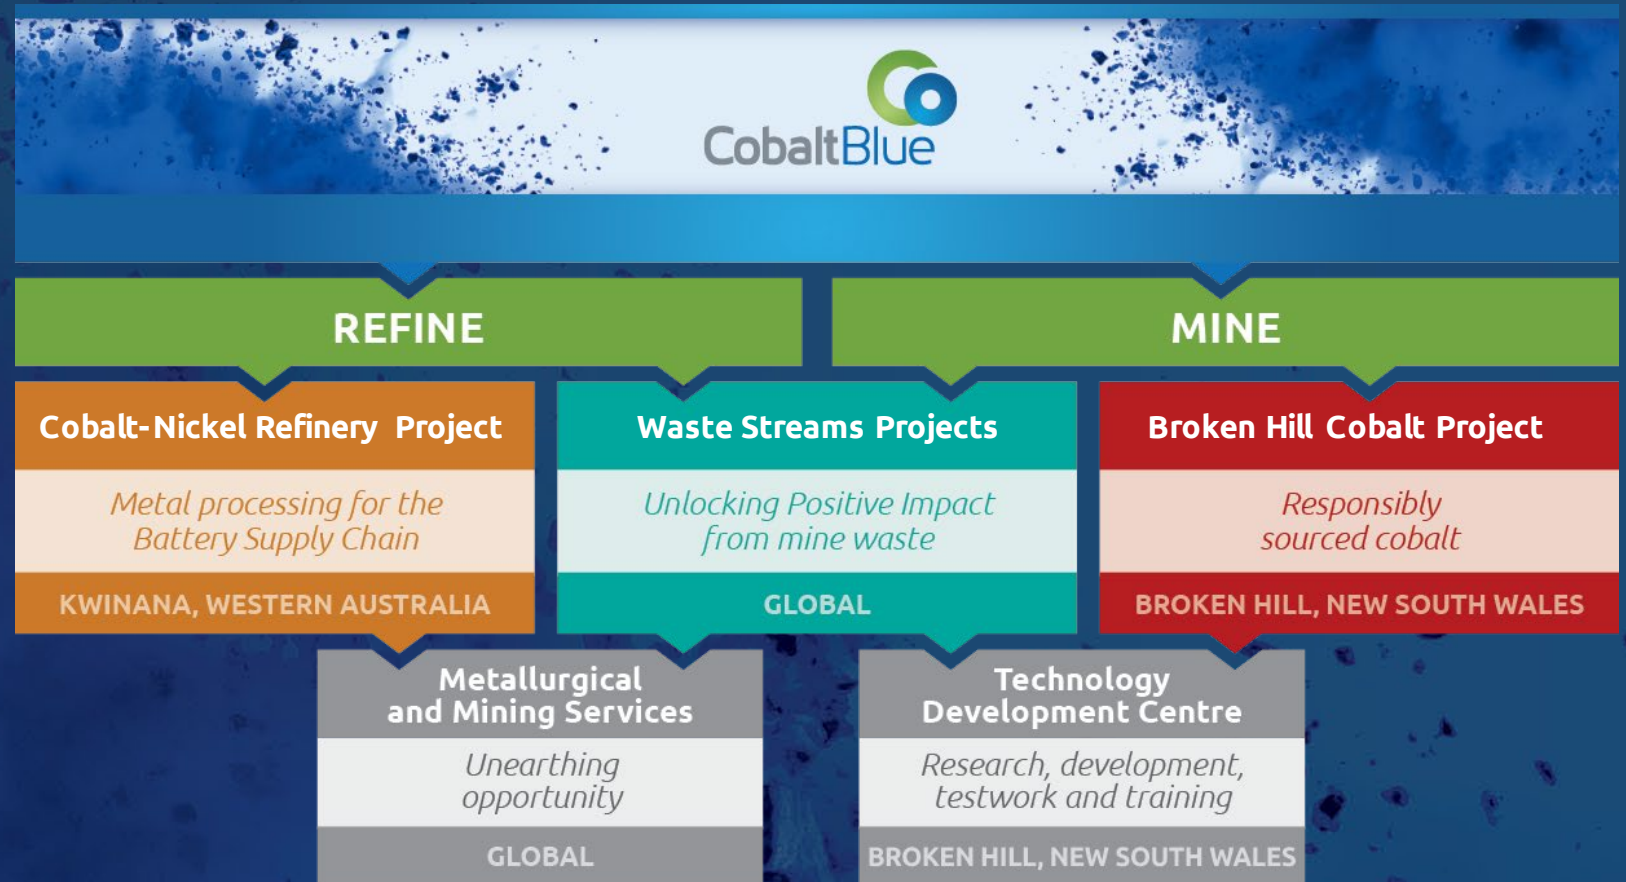 CobaltBlue
REFINE
MINE
Cobalt-Nickel Refinery Project
Metal processing for the
Battery Supply Chain
KWINANA, WESTERN AUSTRALIA
Waste Streams Projects
Unlocking Positive Impact
from mine waste
GLOBAL
Broken Hill Cobalt Project
Responsibly
sourced cobalt
BROKEN HILL, NEW SOUTH WALES
Metallurgical
and Mining Services
Unearthing
opportunity
GLOBAL
Technology
Development Centre
Research, development,
testwork and training
BROKEN HILL, NEW SOUTH WALES